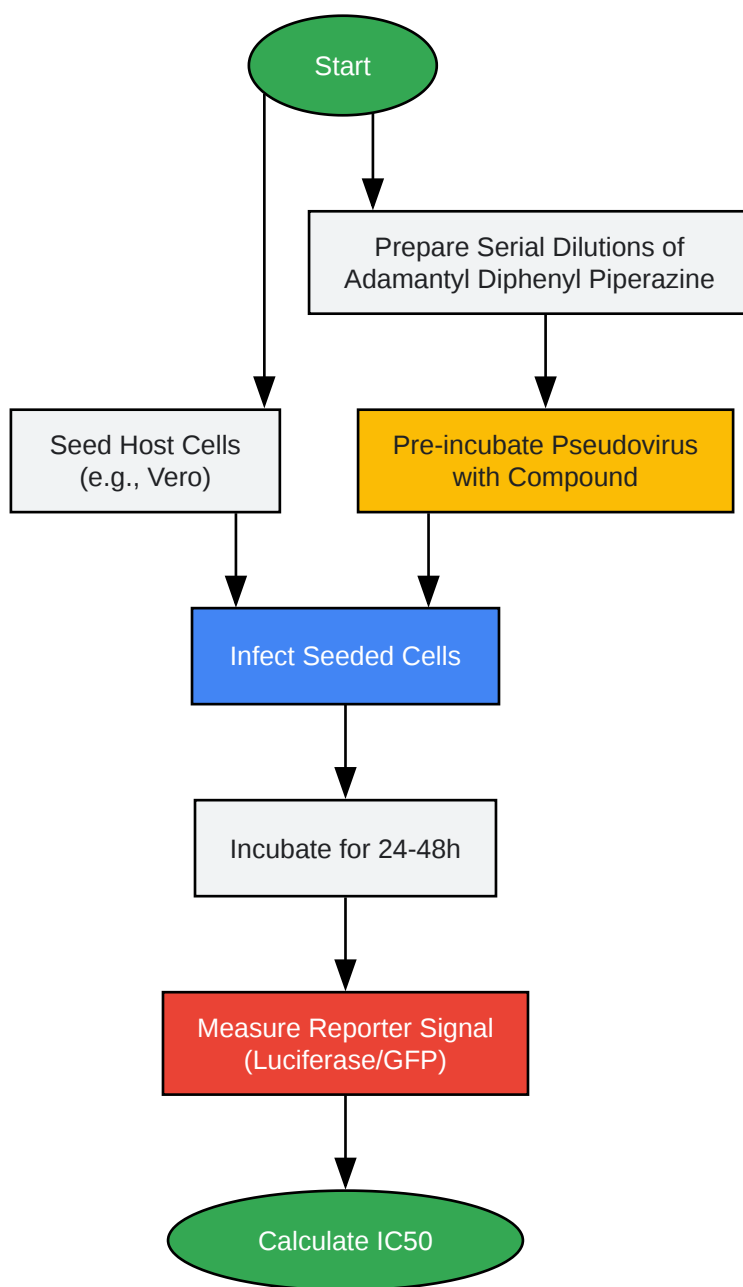 Start
Prepare Serial Dilutions of
Adamantyl Diphenyl Piperazine
Seed Host Cells
(e.g., Vero)
Pre-incubate Pseudovirus
with Compound
Infect Seeded Cells
Incubate for 24-48h
Measure Reporter Signal
(Luciferase/GFP)
Calculate IC50